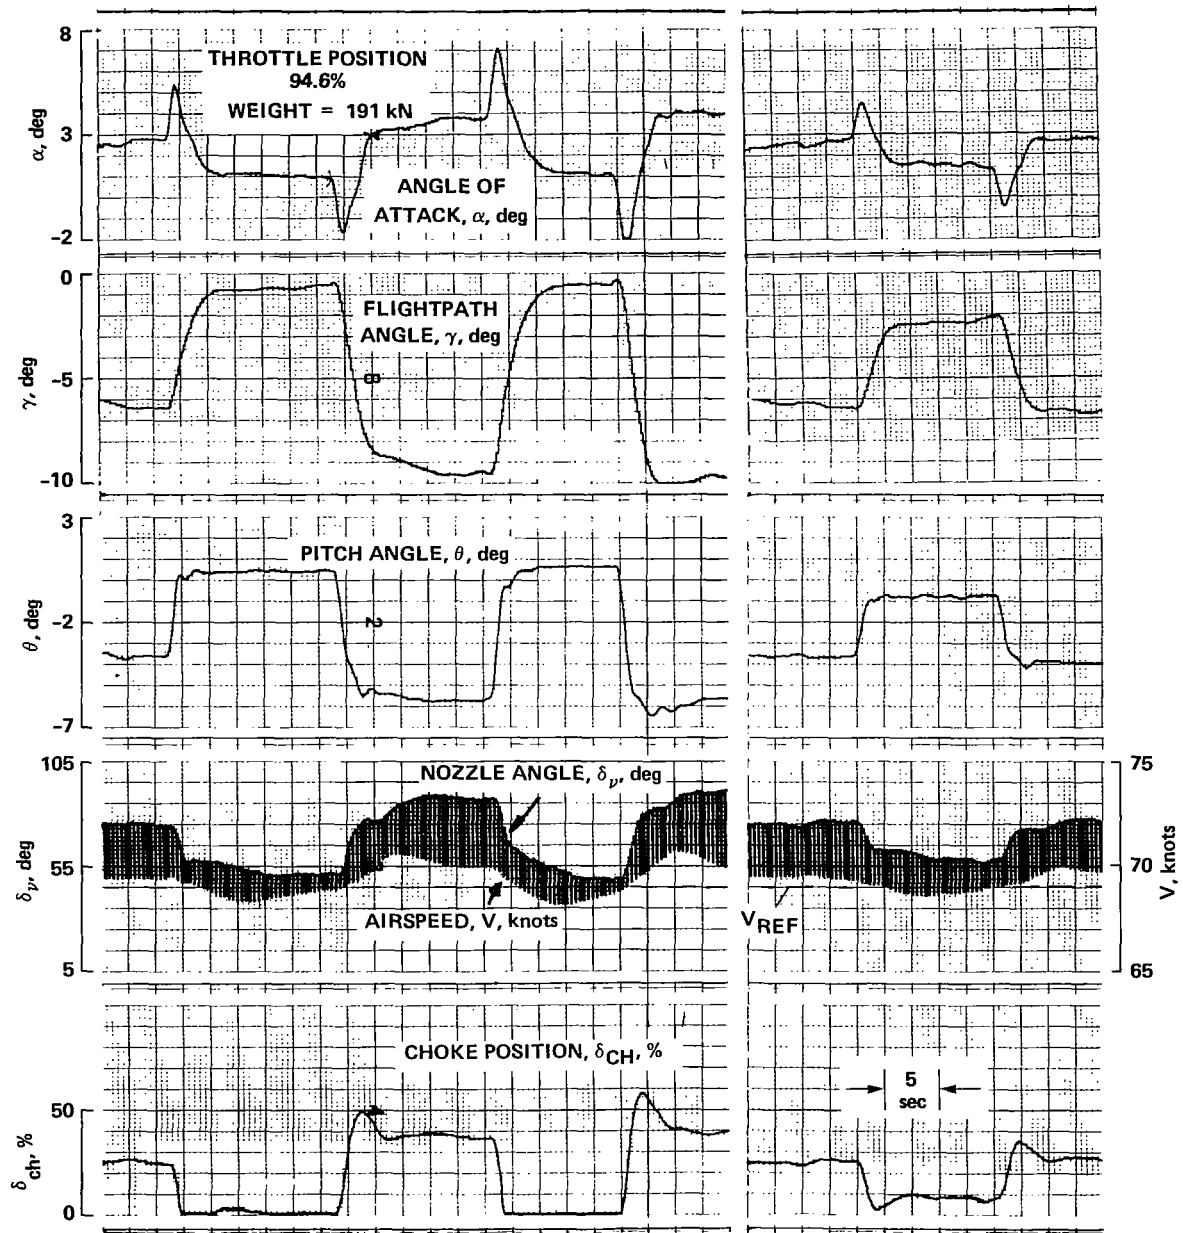 8
THROTTLE POSITION
94.6%
WEIGHT = 191 kN
α, deg
3
ANGLE OF
ATTACK, α, deg
−2
0
FLIGHTPATH
ANGLE, γ, deg
γ, deg
−5
8
−10
3
PITCH ANGLE, θ, deg
θ, deg
−2
2
−7
105
NOZZLE ANGLE, δν, deg
75
δν, deg
55
70
V, knots
AIRSPEED, V, knots
VREF
5
65
CHOKE POSITION, δCH, %
5
sec
50
δch, %
0